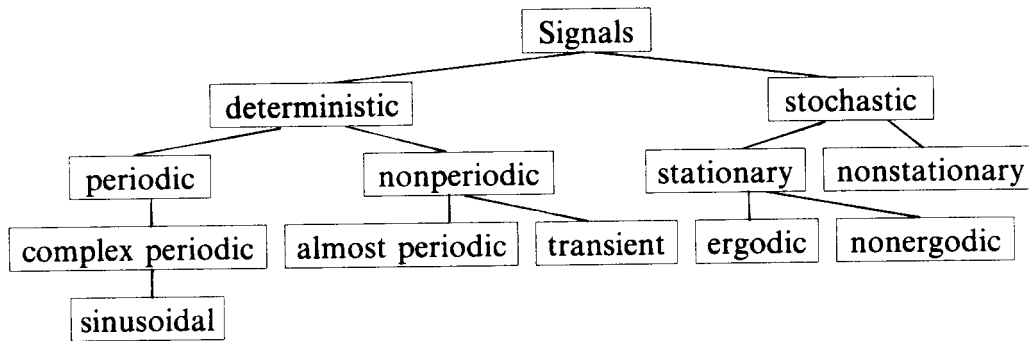 Signals
deterministic
stochastic
periodic
nonperiodic
stationary
nonstationary
complex periodic
almost periodic
transient
ergodic
nonergodic
sinusoidal